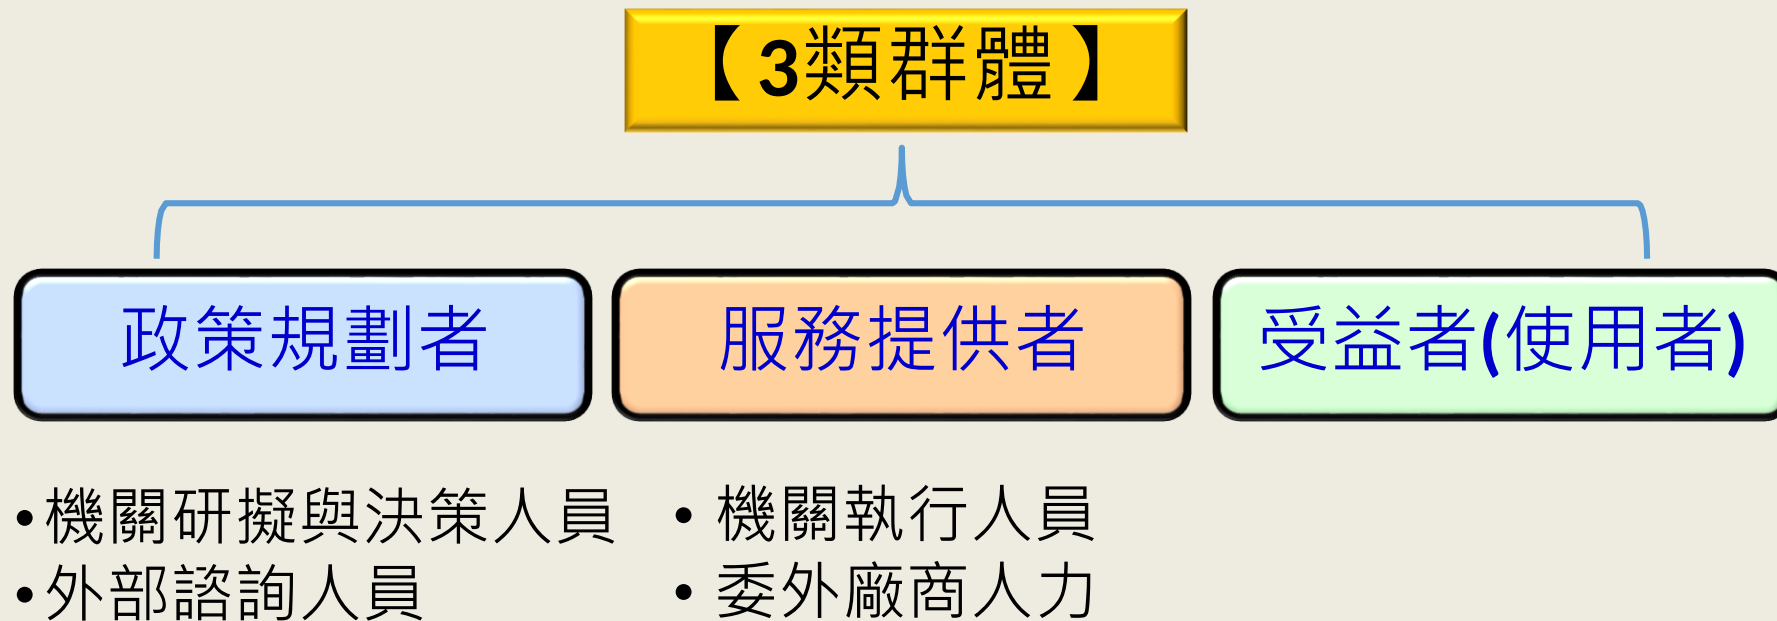 【3類群體】
政策規劃者
服務提供者
受益者(使用者)
•機關研擬與決策人員
•外部諮詢人員
• 機關執行人員
• 委外廠商人力